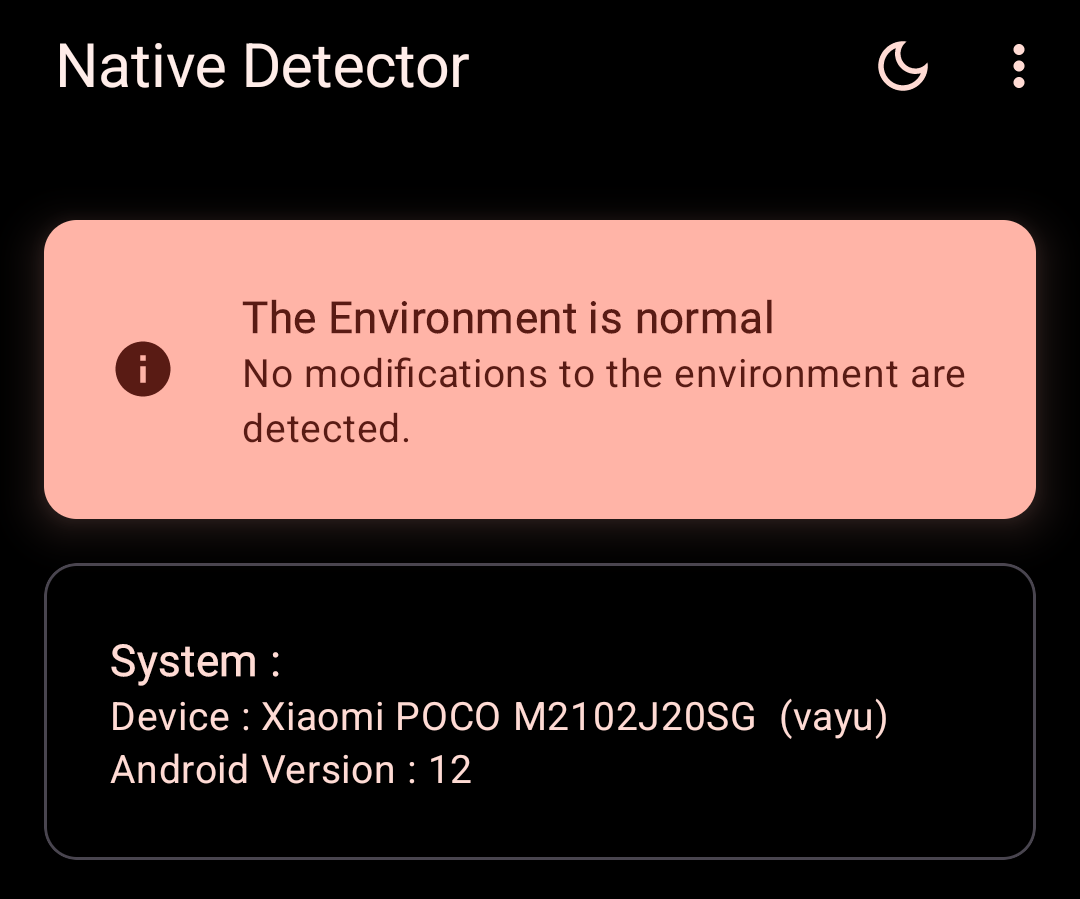 Native Detector
The Environment is normal
No modifications to the environment are
detected.
System :
Device : Xiaomi POCO M2102J20SG  (vayu)
Android Version : 12